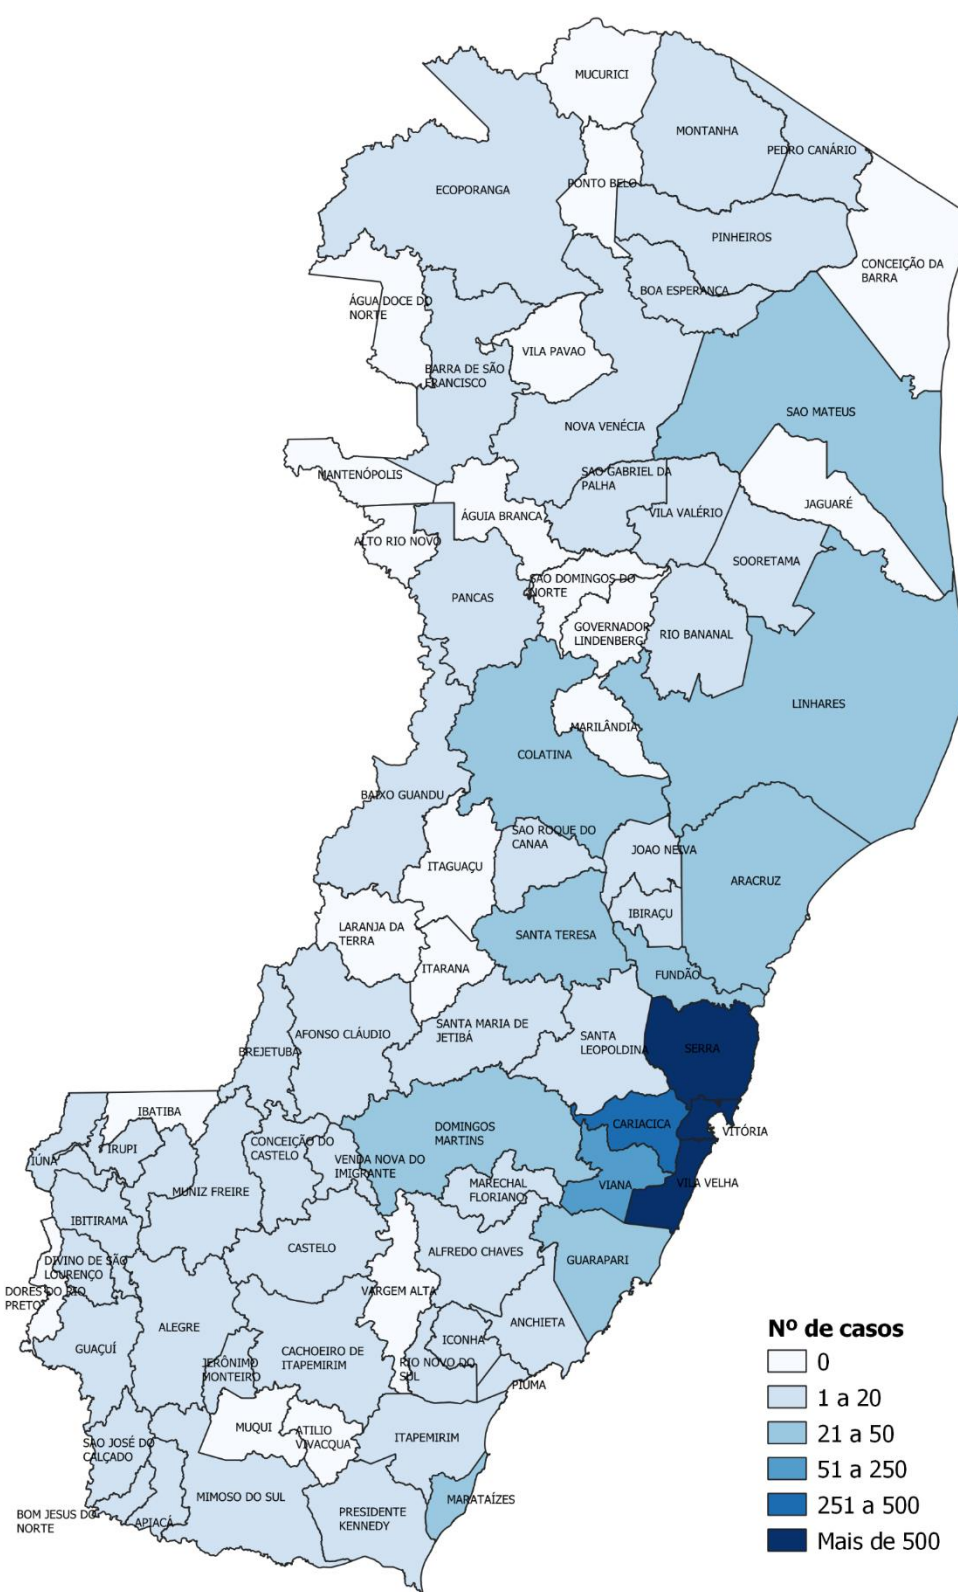 MUCURICI
MONTANHA
PEDRO CANÁRIO
ECOPORANGA
PONTO BELO
PINHEIROS
CONCEIÇÃO DA
BARRA
BOA ESPERANÇA
ÁGUA DOCE DO
NORTE
VILA PAVAO
BARRA DE SÃO
FRANCISCO
SAO MATEUS
NOVA VENÉCIA
MANTENÓPOLIS
SAO GABRIEL DA
PALHA
JAGUARÉ
VILA VALÉRIO
ÁGUIA BRANCA
ALTO RIO NOVO
SOORETAMA
SAO DOMINGOS DO
NORTE
PANCAS
GOVERNADOR
LINDENBERG
RIO BANANAL
LINHARES
MARILÂNDIA
COLATINA
BAIXO GUANDU
SAO ROQUE DO
CANAA
JOAO NEIVA
ITAGUAÇU
ARACRUZ
IBIRAÇU
LARANJA DA
TERRA
SANTA TERESA
ITARANA
FUNDÃO
SANTA MARIA DE
JETIBÁ
AFONSO CLÁUDIO
SANTA
LEOPOLDINA
SERRA
BREJETUBA
IBATIBA
CARIACICA
VITÓRIA
DOMINGOS
MARTINS
CONCEIÇÃO DO
CASTELO
IRUPI
IÚNA
VENDA NOVA DO
IMIGRANTE
MARECHAL
FLORIANO
VIANA
VILA VELHA
MUNIZ FREIRE
IBITIRAMA
CASTELO
ALFREDO CHAVES
GUARAPARI
DIVINO DE SÃO
LOURENÇO
DORES DO RIO
PRETO
VARGEM ALTA
ANCHIETA
ALEGRE
ICONHA
GUAÇUÍ
CACHOEIRO DE
ITAPEMIRIM
JERÔNIMO
MONTEIRO
RIO NOVO DO
SUL
PIÚMA
MUQUI
ATILIO
VIVACQUA
ITAPEMIRIM
SAO JOSÉ DO
CALÇADO
MIMOSO DO SUL
MARATAÍZES
BOM JESUS DO
NORTE
APIACÁ
PRESIDENTE
KENNEDY
Nº de casos
0
1 a 20
21 a 50
51 a 250
251 a 500
Mais de 500